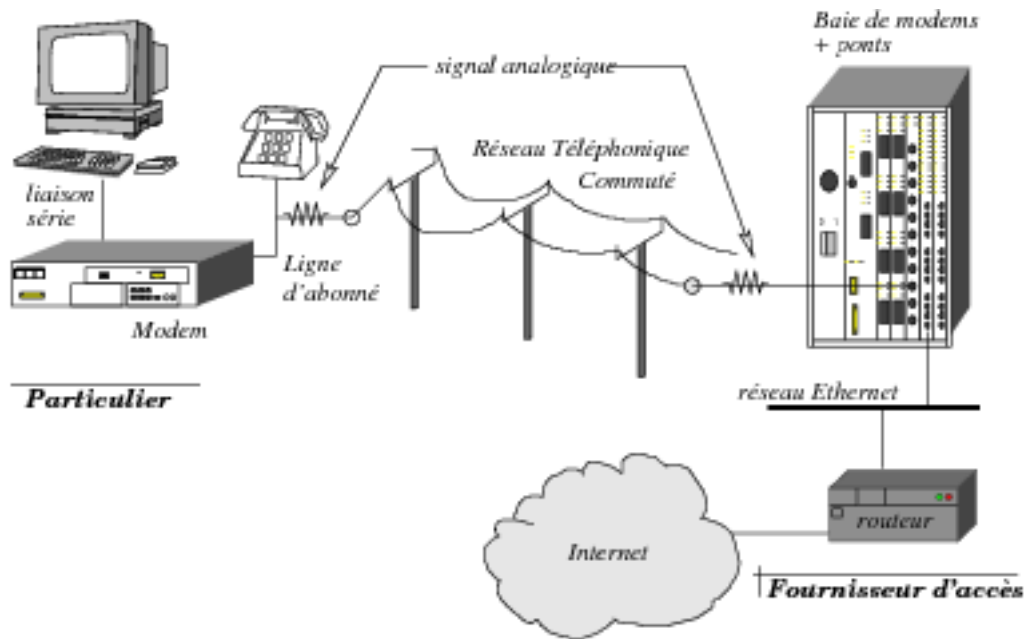 Baie de modems
+ ponts
signal analogique
Réseau Téléphonique
Commuté
liaison
série
Ligne
d'abonné
Modem
Particulier
réseau Ethernet
routeur
Internet
Fournisseur d'accès